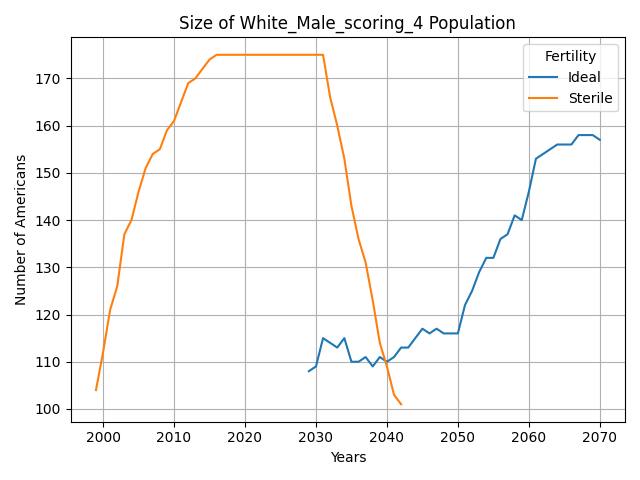 Size of White_Male_scoring_4 Population
Fertility
Ideal
Sterile
Number of Americans
170
160
150
140
130
120
110
100
2000 2010 2020 2030 2040 2050 2060 2070
Years